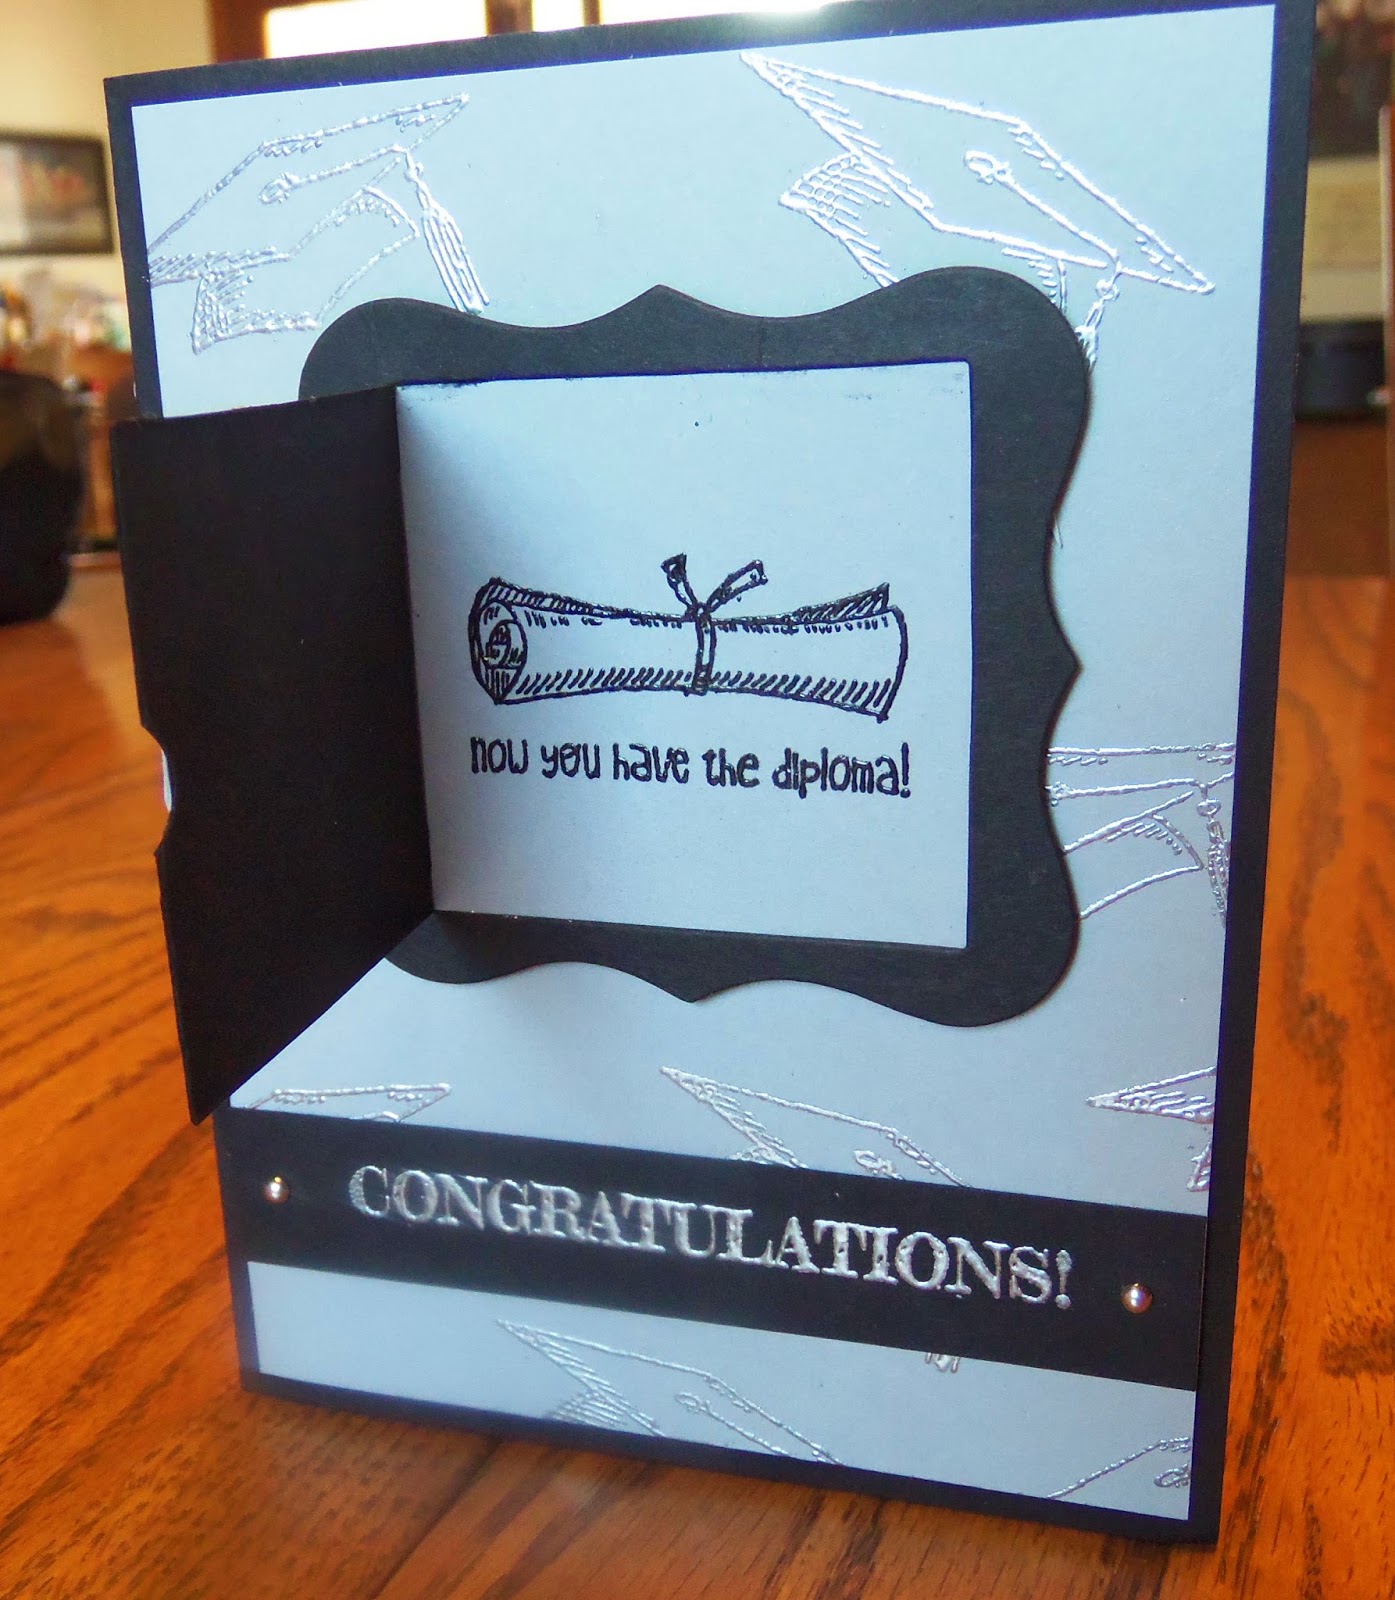 now you have the diploma!
CONGRATULATIONS!